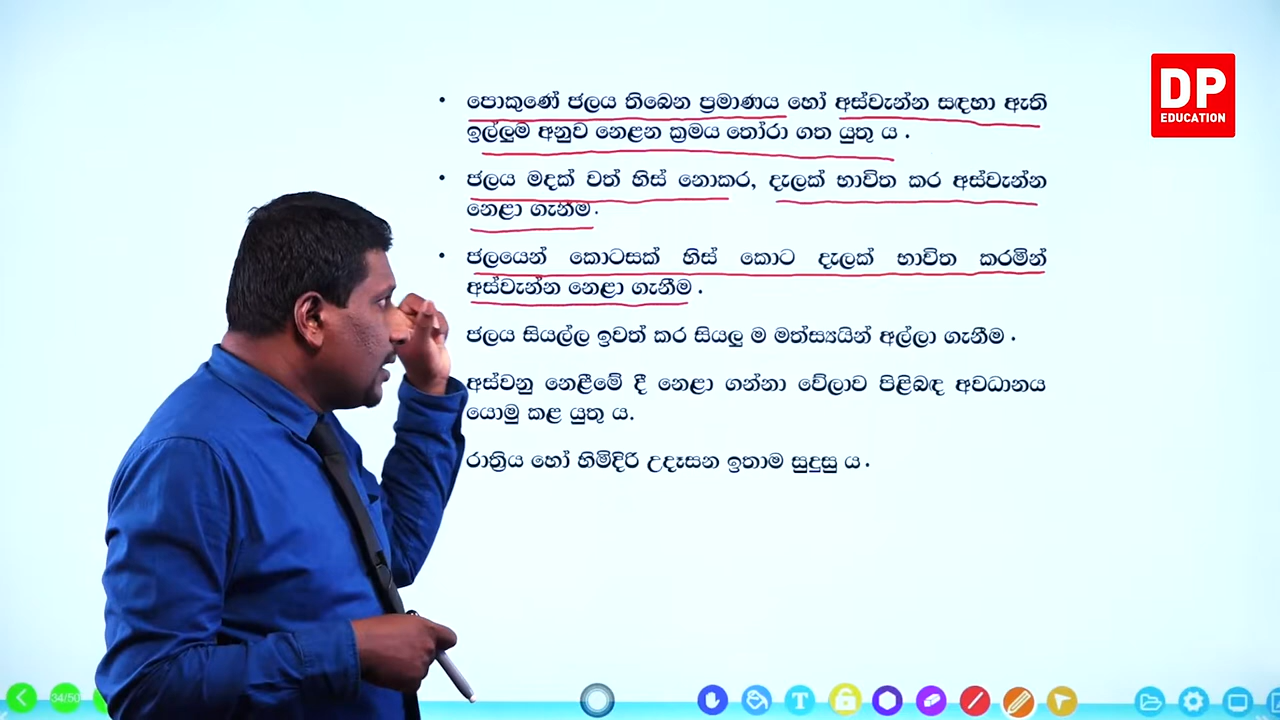 DP
EDUCATION
• පොකුණේ ජලය තිබෙන ප්‍රමාණය හෝ අස්වැන්න සඳහා ඇති
ඉල්ලුම අනුව නෙළන ක්‍රමය තෝරා ගත යුතු ය .
• ජලය මදක් වත් හිස් නොකර, දැලක් භාවිත කර අස්වැන්න
නෙළා ගැනීම.
• ජලයෙන් කොටසක් හිස් කොට දැලක් භාවිත කරමින්
අස්වැන්න නෙළා ගැනීම .
ජලය සියල්ල ඉවත් කර සියලු ම මත්ස්‍යයින් අල්ලා ගැනීම .
අස්වනු නෙළීමේ දී නෙළා ගන්නා වේලාව පිළිබඳ අවධානය
යොමු කළ යුතු ය.
රාත්‍රිය හෝ හිමිදිරි උදෑසන ඉතාම සුදුසු ය .
34/50
T